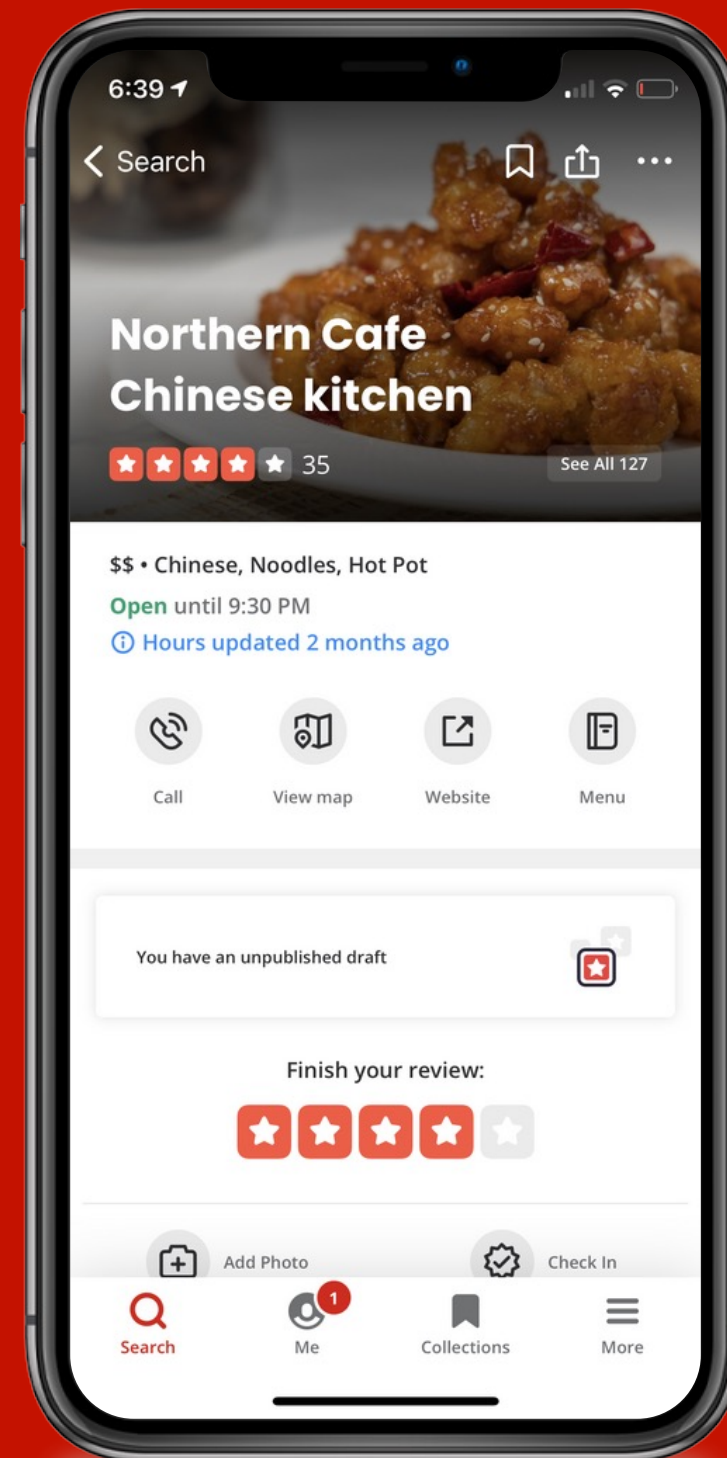 6:39
Search
Northern Cafe
Chinese kitchen
35
See All 127
$$ • Chinese, Noodles, Hot Pot
Open until 9:30 PM
Hours updated 2 months ago
Call
View map
Website
Menu
You have an unpublished draft
Finish your review:
Add Photo
Check In
1
Search
Me
Collections
More